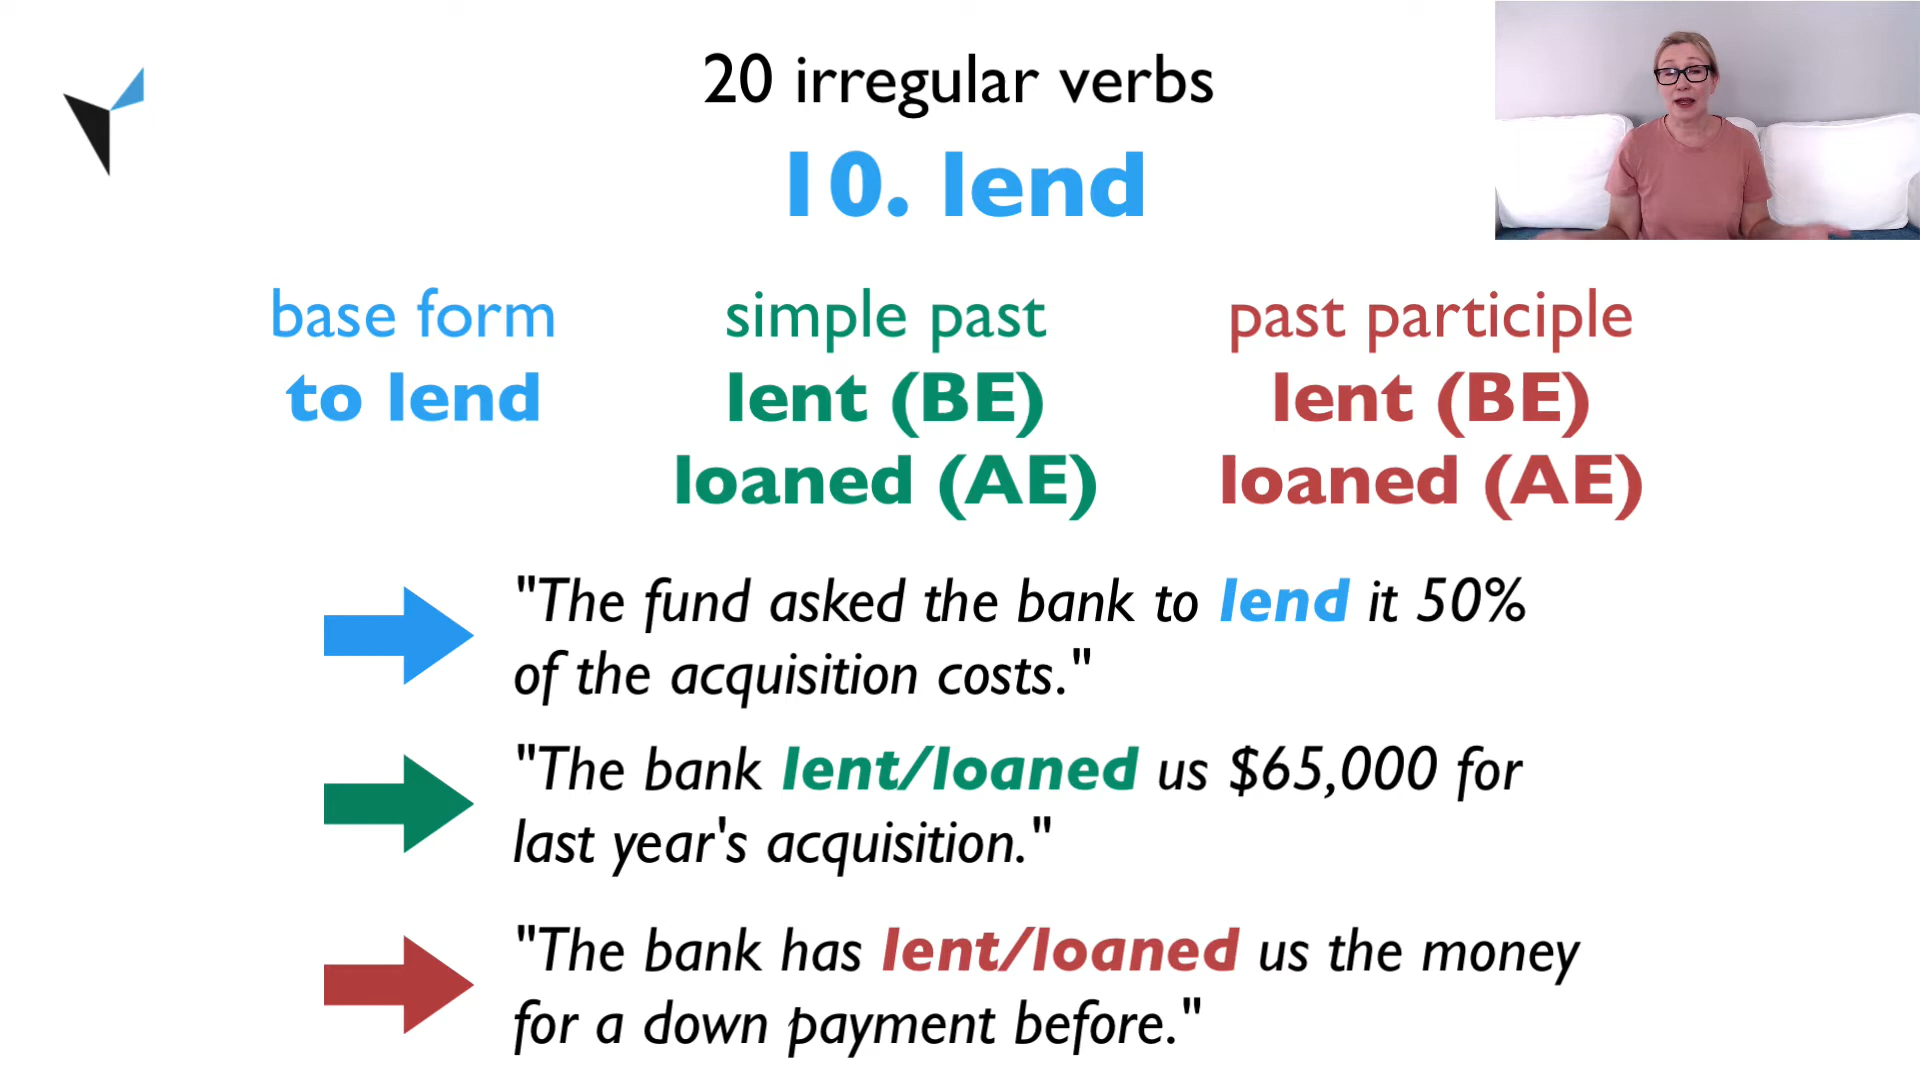 20 irregular verbs
10. lend
base form
to lend
simple past
lent (BE)
loaned (AE)
past participle
lent (BE)
loaned (AE)
"The fund asked the bank to lend it 50%
of the acquisition costs."
"The bank lent/loaned us $65,000 for
last year's acquisition."
"The bank has lent/loaned us the money
for a down payment before."